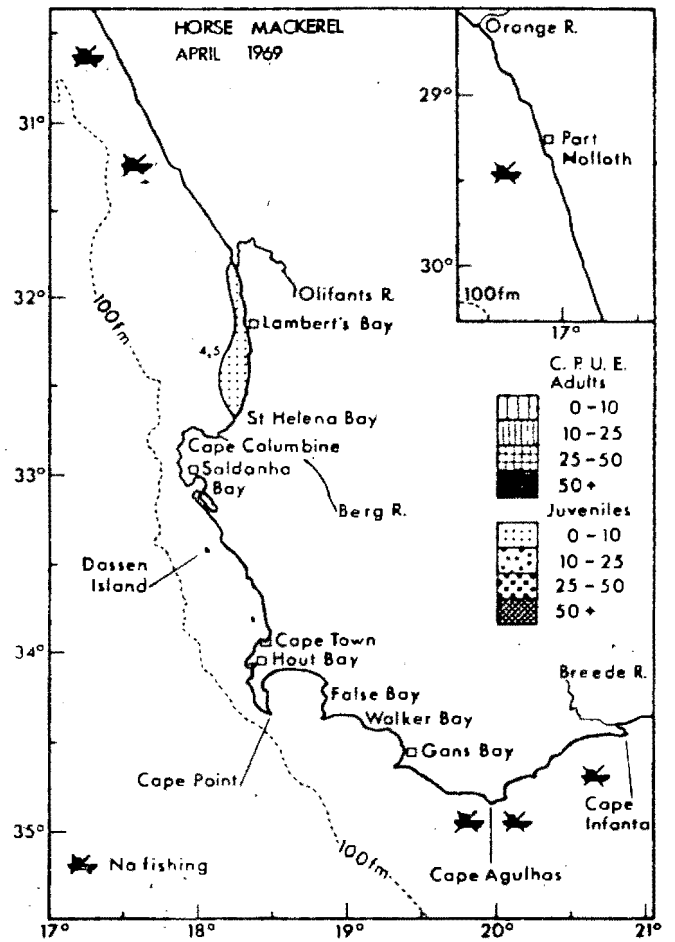 HORSE MACKEREL
APRIL 1969
Orange R.
29°
Port
Nolloth
30°
100fm
17°
31°
32°
33°
34°
35°
Olifants R.
100fm
Lambert's Bay
4,5
St Helena Bay
Cape Columbine
Saldanha
Bay
Berg R.
Dassen
Island
Cape Town
Hout Bay
False Bay
Walker Bay
Gans Bay
Breede R.
Cape Point
Cape
Infanta
Cape Agulhas
100fm
No fishing
C. P. U. E.
Adults
0-10
10-25
25-50
50+
Juveniles
0-10
10-25
25-50
50+
17°
18°
19°
20°
21°